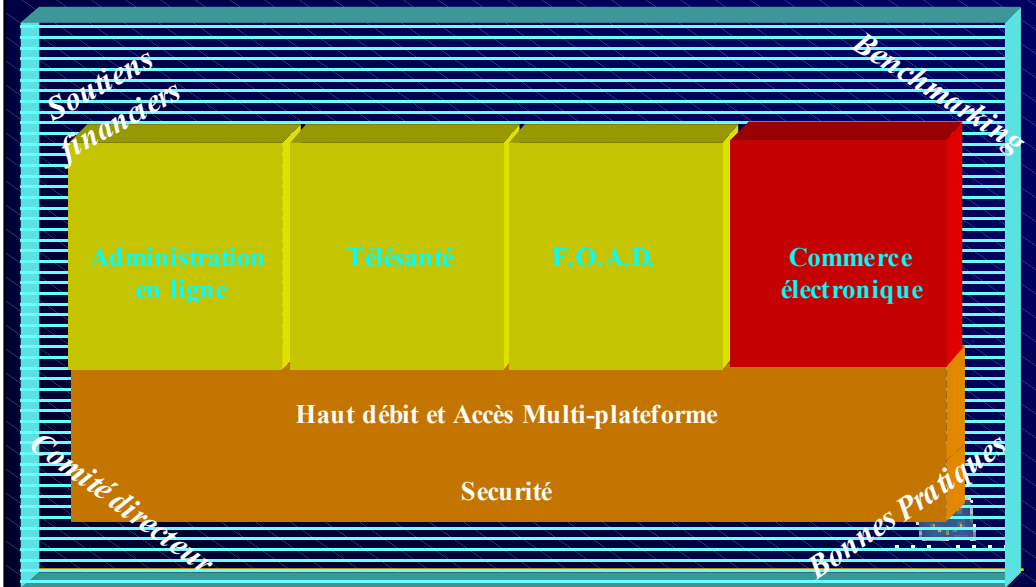 Soutiens
financiers
Benchmarking
Administration
en ligne
Télésanté
F.O.A.D.
Commerce
électronique
Haut débit et Accès Multi-plateforme
Securité
Comité directeur
Bonnes Pratiques